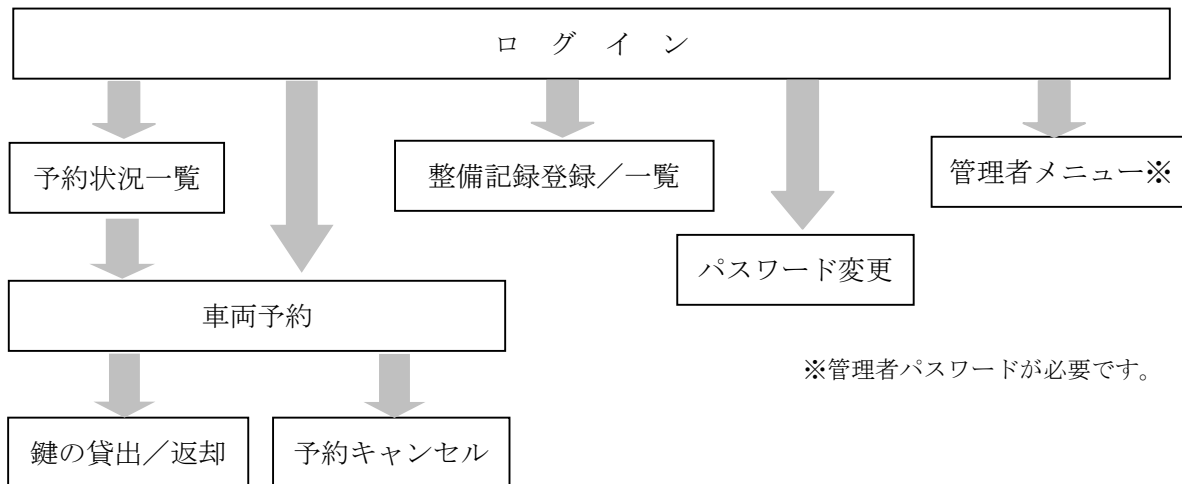 ログイン
予約状況一覧
整備記録登録／一覧
管理者メニュー※
パスワード変更
車両予約
※管理者パスワードが必要です。
鍵の貸出／返却
予約キャンセル